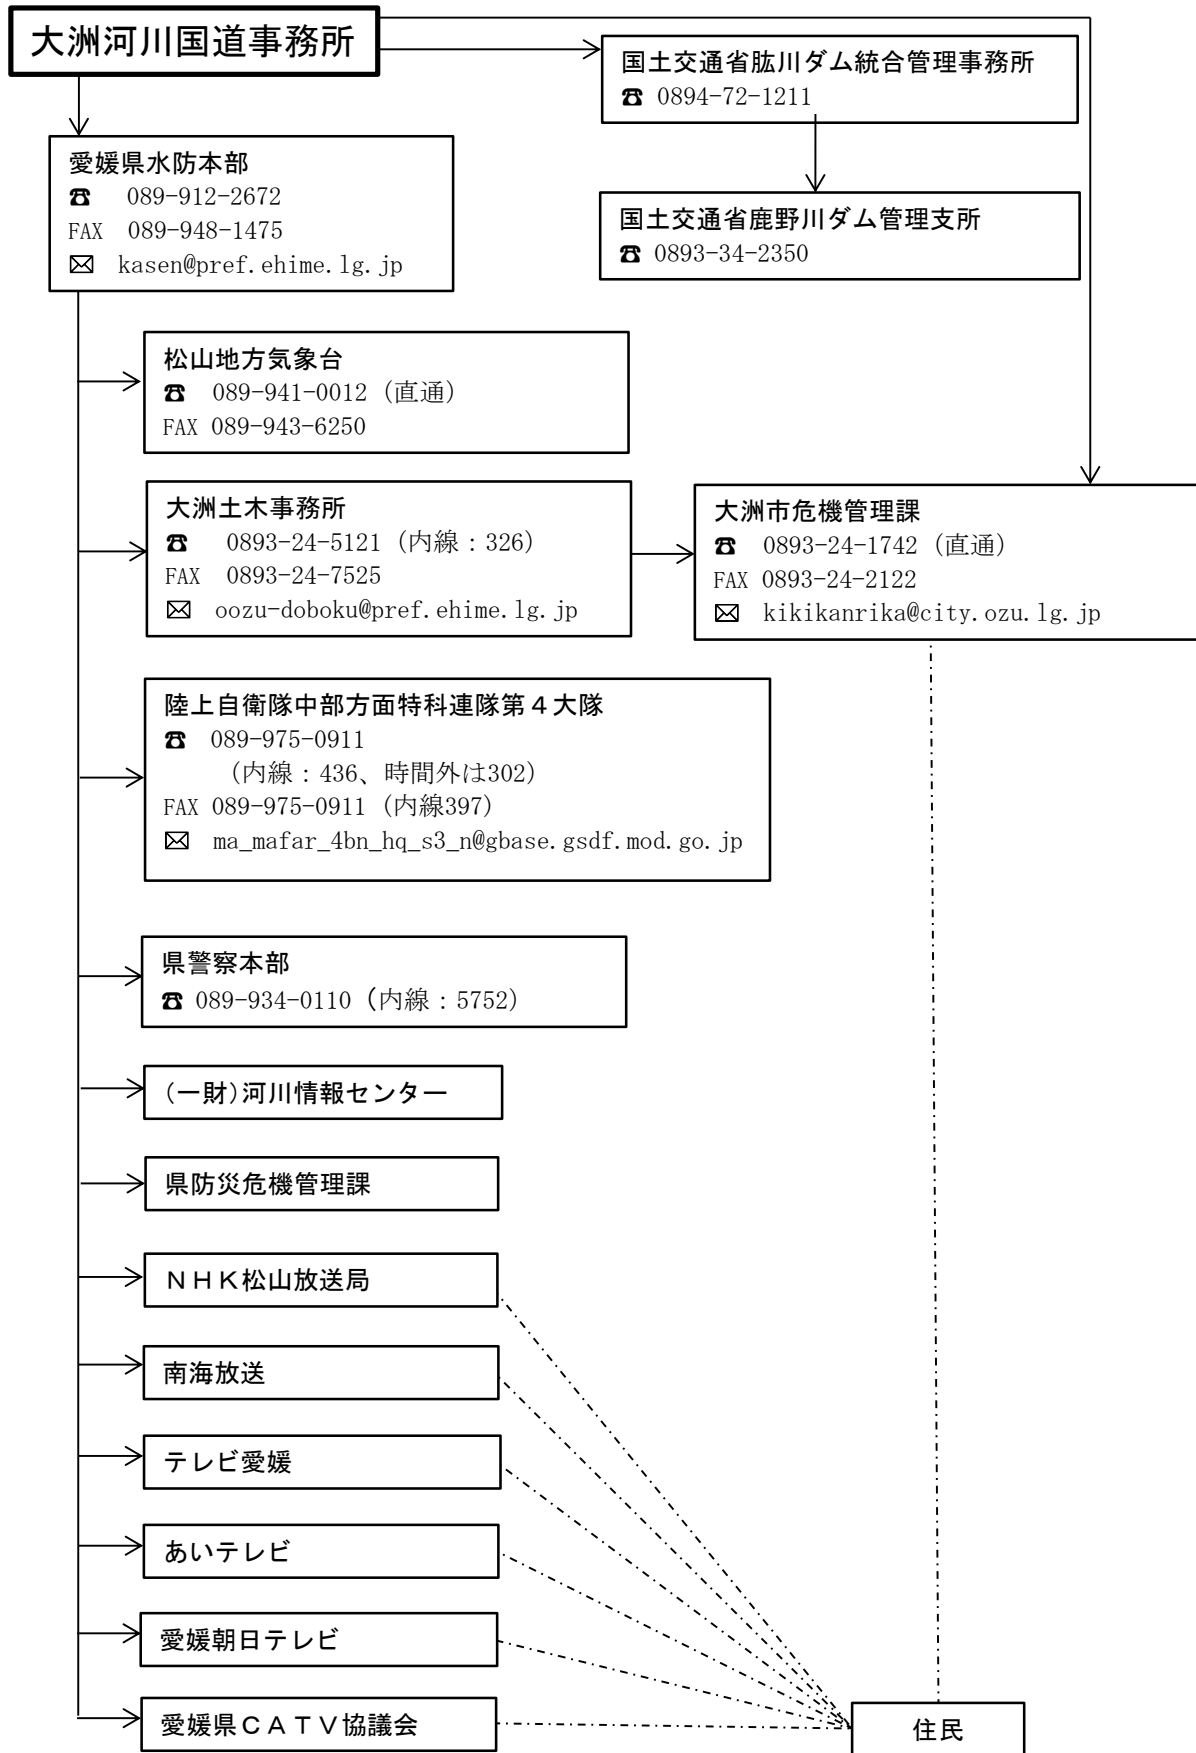 大洲河川国道事務所
国土交通省肱川ダム統合管理事務所
☎ 0894-72-1211
愛媛県水防本部
☎ 089-912-2672
FAX 089-948-1475
✉ kasen@pref.ehime.lg.jp
国土交通省鹿野川ダム管理支所
☎ 0893-34-2350
松山地方気象台
☎ 089-941-0012（直通）
FAX 089-943-6250
大洲土木事務所
☎ 0893-24-5121（内線：326）
FAX 0893-24-7525
✉ oozu-doboku@pref.ehime.lg.jp
大洲市危機管理課
☎ 0893-24-1742（直通）
FAX 0893-24-2122
✉ kikikanrika@city.ozu.lg.jp
陸上自衛隊中部方面特科連隊第４大隊
☎ 089-975-0911
（内線：436、時間外は302）
FAX 089-975-0911（内線397）
✉ ma_mafar_4bn_hq_s3_n@gbase.gsdf.mod.go.jp
県警察本部
☎ 089-934-0110（内線：5752）
（一財）河川情報センター
県防災危機管理課
ＮＨＫ松山放送局
南海放送
テレビ愛媛
あいテレビ
愛媛朝日テレビ
愛媛県ＣＡＴＶ協議会
住民